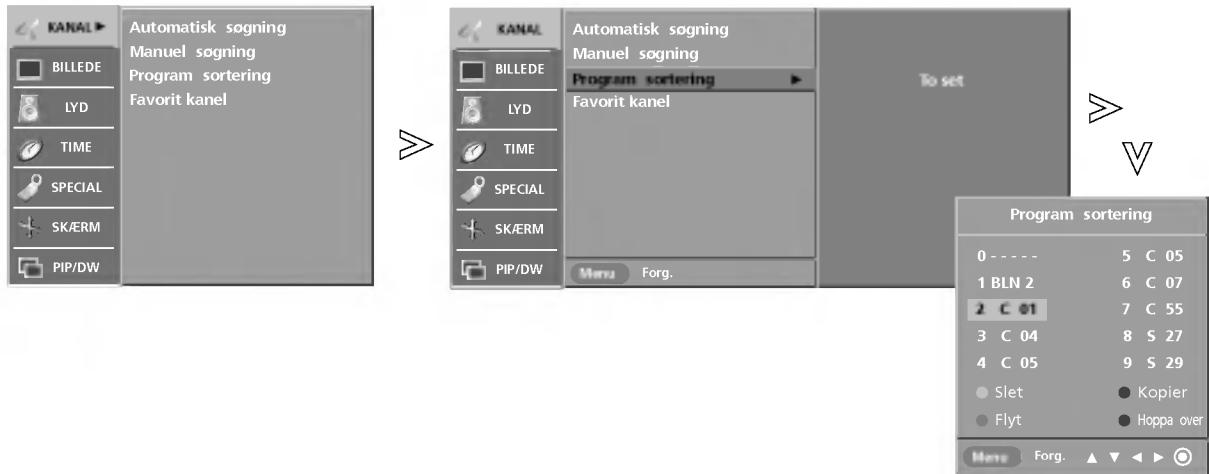 KANAL
Automatisk søgning
Manuel søgning
Program sortering
Favorit kanel
BILLEDE
LYD
TIME
SPECIAL
SKÆRM
PIP/DW
KANAL
Automatisk søgning
Manuel søgning
Program sortering
Favorit kanel
BILLEDE
LYD
TIME
SPECIAL
SKÆRM
PIP/DW
Menu Forg.
To set
Program sortering
0 - - - - -
1 BLN 2
2 C 01
3 C 04
4 C 05
5 C 05
6 C 07
7 C 55
8 S 27
9 S 29
Slet
Kopier
Flyt
Hoppa over
Menu Forg.